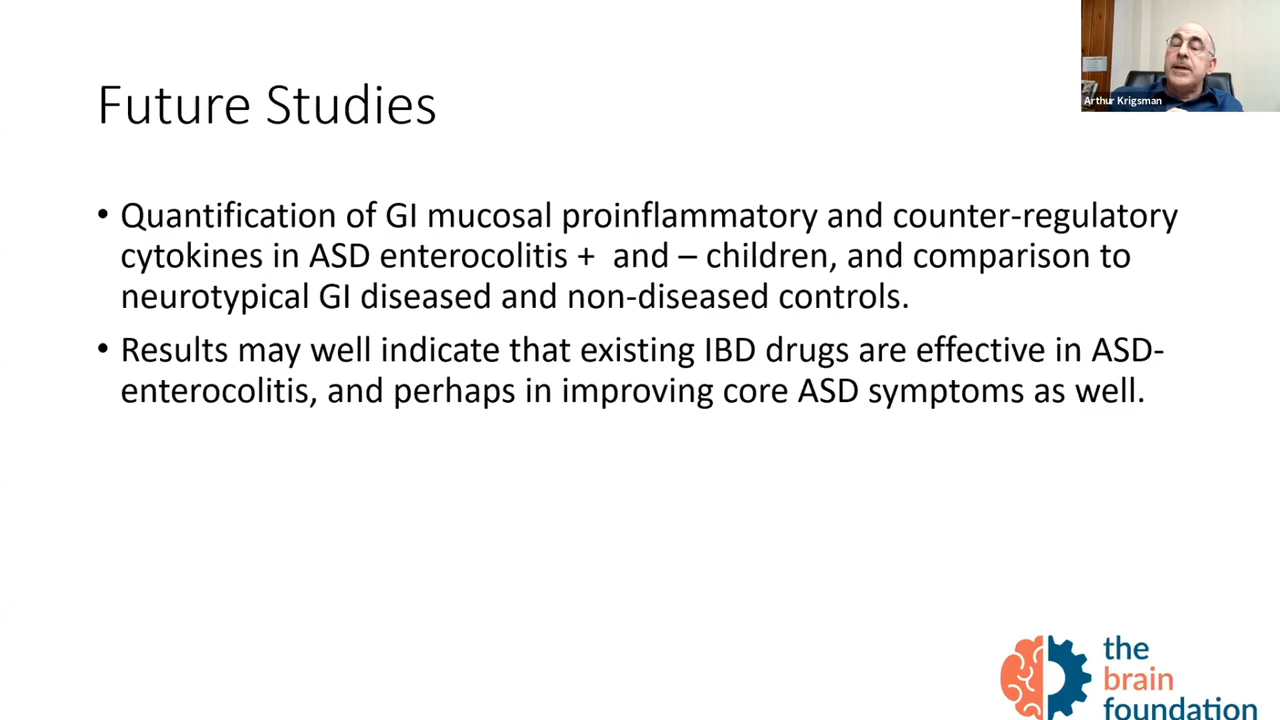 Arthur Krigsman
Future Studies
• Quantification of GI mucosal proinflammatory and counter-regulatory
cytokines in ASD enterocolitis +  and – children, and comparison to
neurotypical GI diseased and non-diseased controls.
• Results may well indicate that existing IBD drugs are effective in ASD-
enterocolitis, and perhaps in improving core ASD symptoms as well.
the
brain
foundation